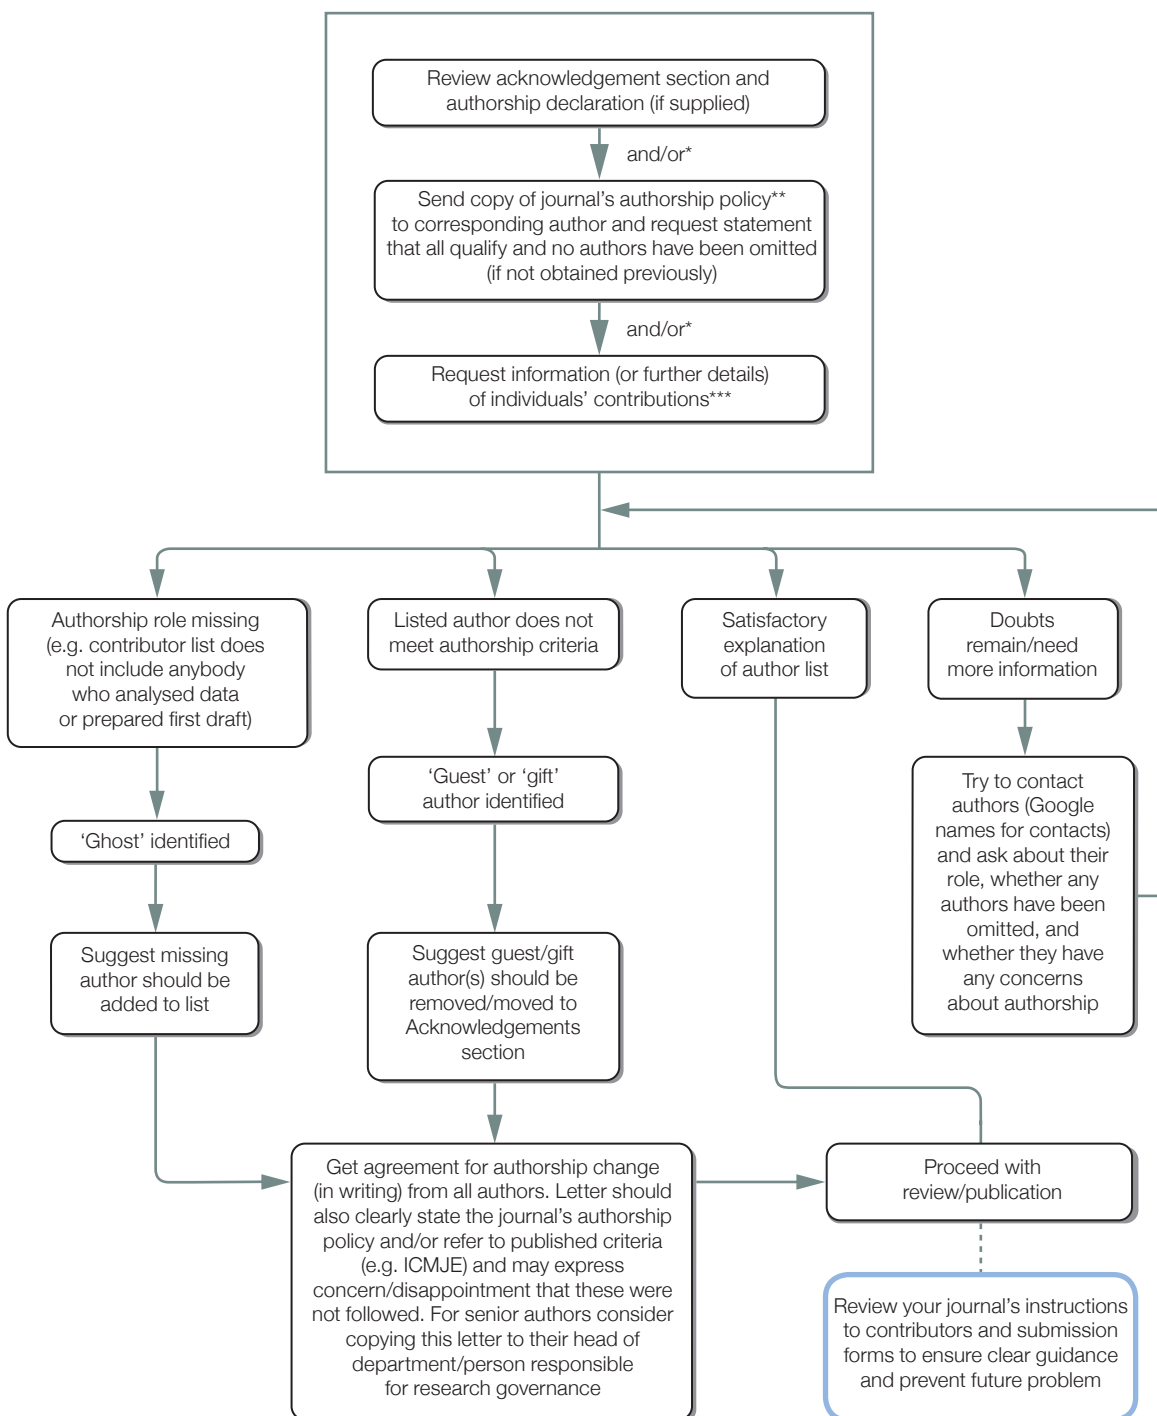 Review acknowledgement section and
authorship declaration (if supplied)
and/or*
Send copy of journal’s authorship policy**
to corresponding author and request statement
that all qualify and no authors have been omitted
(if not obtained previously)
and/or*
Request information (or further details)
of individuals’ contributions***
Authorship role missing
(e.g. contributor list does
not include anybody
who analysed data
or prepared first draft)
‘Ghost’ identified
Suggest missing
author should be
added to list
Listed author does not
meet authorship criteria
‘Guest’ or ‘gift’
author identified
Suggest guest/gift
author(s) should be
removed/moved to
Acknowledgements
section
Get agreement for authorship change
(in writing) from all authors. Letter should
also clearly state the journal’s authorship
policy and/or refer to published criteria
(e.g. ICMJE) and may express
concern/disappointment that these were
not followed. For senior authors consider
copying this letter to their head of
department/person responsible
for research governance
Satisfactory
explanation
of author list
Doubts
remain/need
more information
Try to contact
authors (Google
names for contacts)
and ask about their
role, whether any
authors have been
omitted, and
whether they have
any concerns
about authorship
Proceed with
review/publication
Review your journal’s instructions
to contributors and submission
forms to ensure clear guidance
and prevent future problem